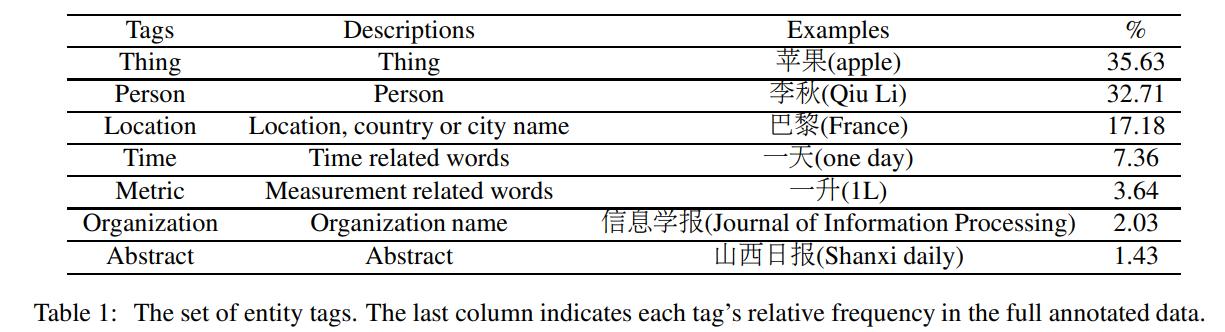 Tags Descriptions Examples %
Thing Thing 苹果(apple) 35.63
Person Person 李秋(Qiu Li) 32.71
Location Location, country or city name 巴黎(France) 17.18
Time Time related words 一天(one day) 7.36
Metric Measurement related words 一升(1L) 3.64
Organization Organization name 信息学报(Journal of Information Processing) 2.03
Abstract Abstract 山西日报(Shanxi daily) 1.43
Table 1: The set of entity tags. The last column indicates each tag's relative frequency in the full annotated data.